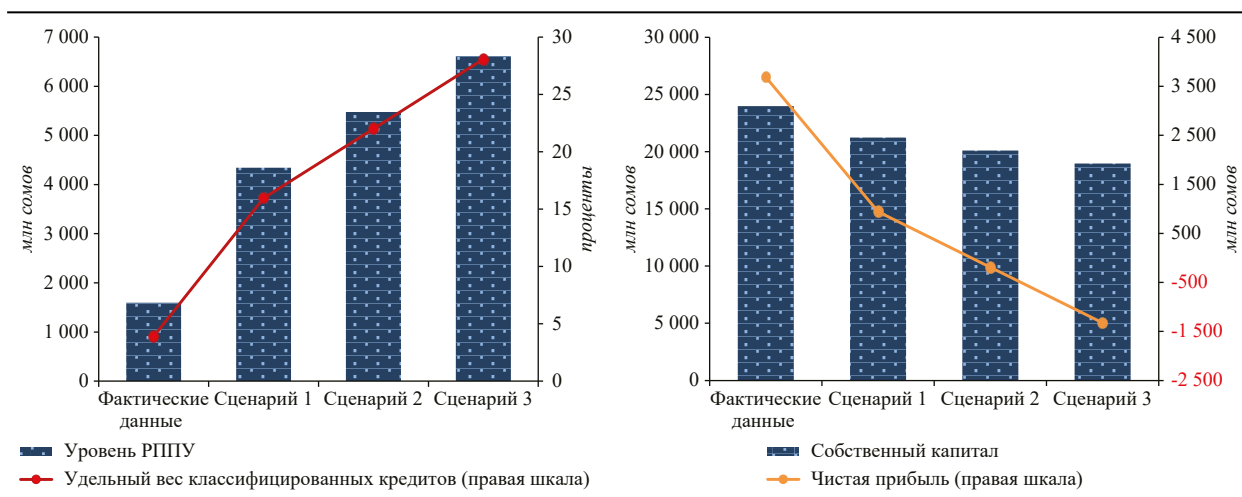 7 000
6 000
5 000
4 000
3 000
2 000
1 000
0
млн сомов
30
25
20
15
10
5
0
проценты
Фактические данные
Сценарий 1
Сценарий 2
Сценарий 3
Уровень РППУ
Удельный вес классифицированных кредитов (правая шкала)
30 000
25 000
20 000
15 000
10 000
5 000
0
млн сомов
4 500
3 500
2 500
1 500
500
-500
-1 500
-2 500
млн сомов
Фактические данные
Сценарий 1
Сценарий 2
Сценарий 3
Собственный капитал
Чистая прибыль (правая шкала)